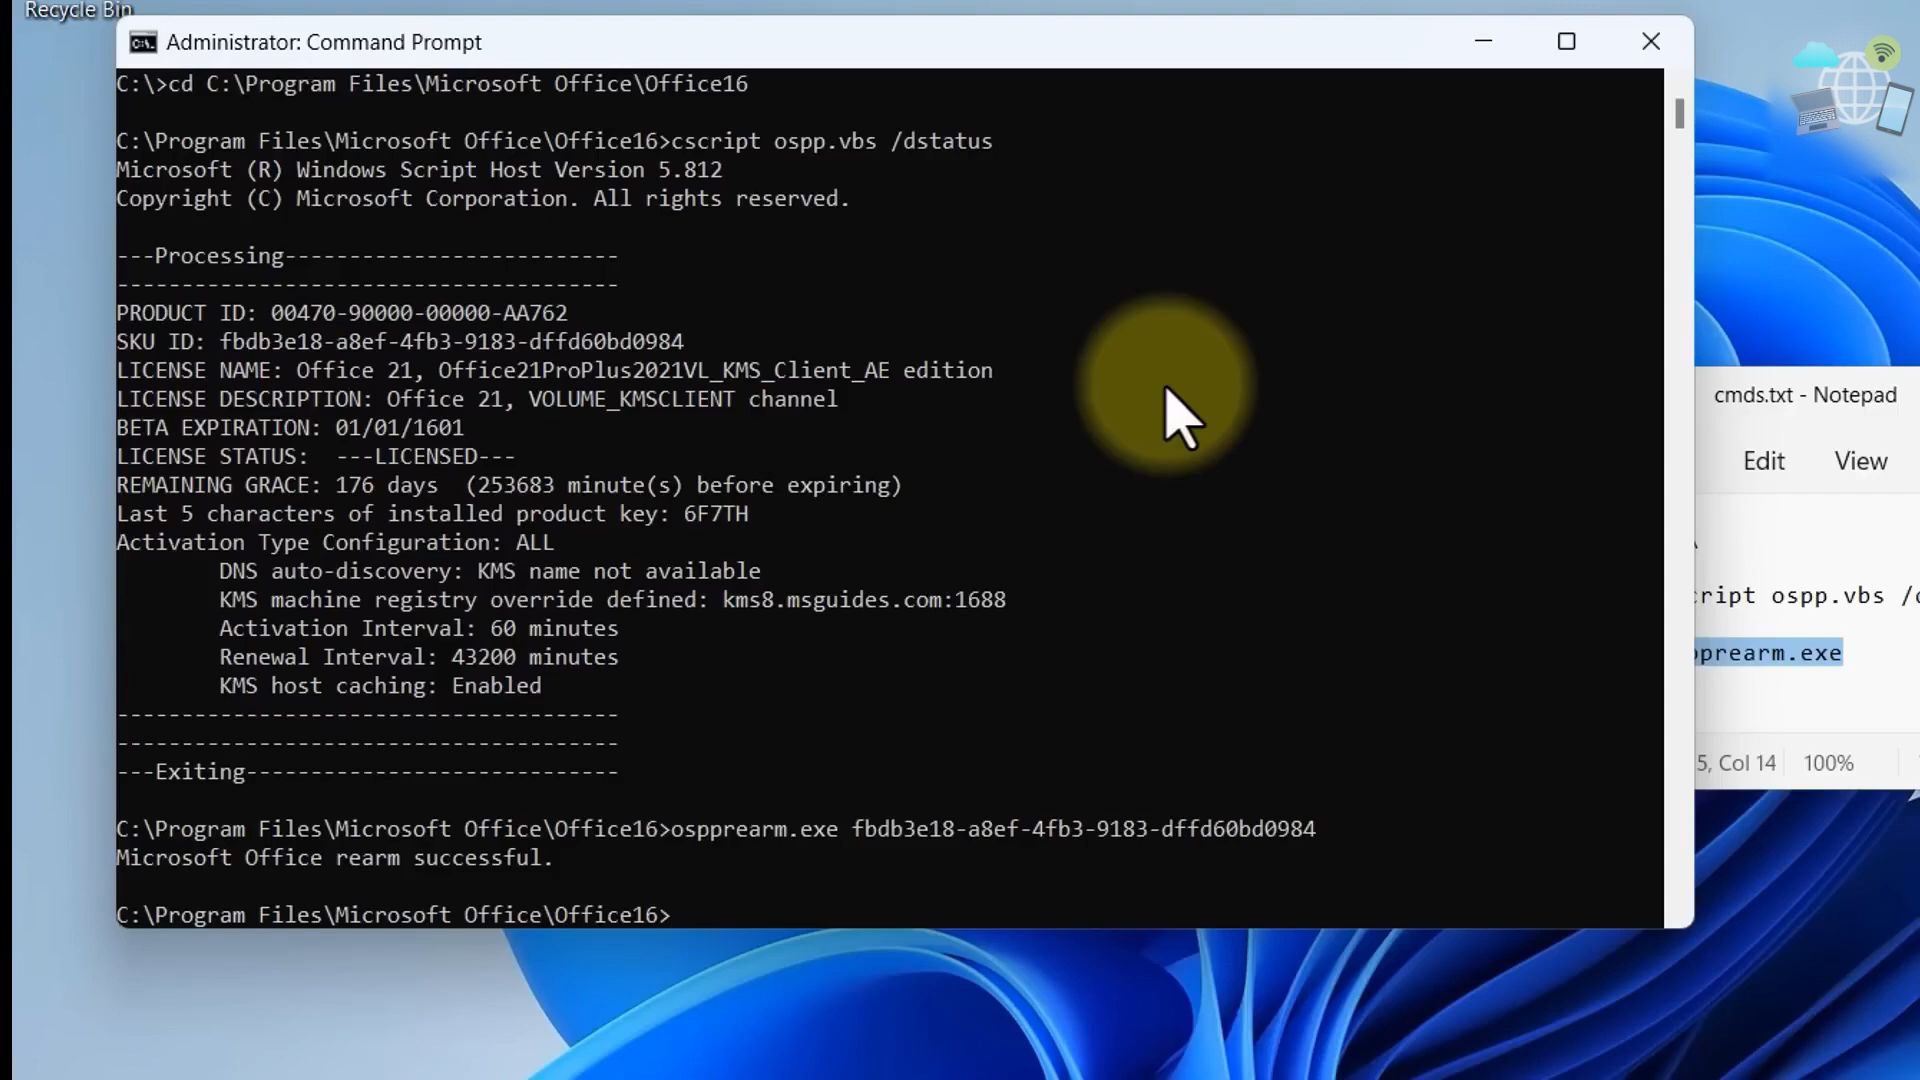 Recycle Bin
Administrator: Command Prompt
C:\>cd C:\Program Files\Microsoft Office\Office16
C:\Program Files\Microsoft Office\Office16>cscript ospp.vbs /dstatus
Microsoft (R) Windows Script Host Version 5.812
Copyright (C) Microsoft Corporation. All rights reserved.
---Processing--------------------------
---------------------------------------
PRODUCT ID: 00470-90000-00000-AA762
SKU ID: fbdb3e18-a8ef-4fb3-9183-dffd60bd0984
LICENSE NAME: Office 21, Office21ProPlus2021VL_KMS_Client_AE edition
LICENSE DESCRIPTION: Office 21, VOLUME_KMSCLIENT channel
BETA EXPIRATION: 01/01/1601
LICENSE STATUS:  ---LICENSED---
REMAINING GRACE: 176 days  (253683 minute(s) before expiring)
Last 5 characters of installed product key: 6F7TH
Activation Type Configuration: ALL
DNS auto-discovery: KMS name not available
KMS machine registry override defined: kms8.msguides.com:1688
Activation Interval: 60 minutes
Renewal Interval: 43200 minutes
KMS host caching: Enabled
---------------------------------------
---------------------------------------
---Exiting-----------------------------
C:\Program Files\Microsoft Office\Office16>ospprearm.exe fbdb3e18-a8ef-4fb3-9183-dffd60bd0984
Microsoft Office rearm successful.
C:\Program Files\Microsoft Office\Office16>
cmds.txt - Notepad
Edit View
ript ospp.vbs /
prearm.exe
5, Col 14 100%